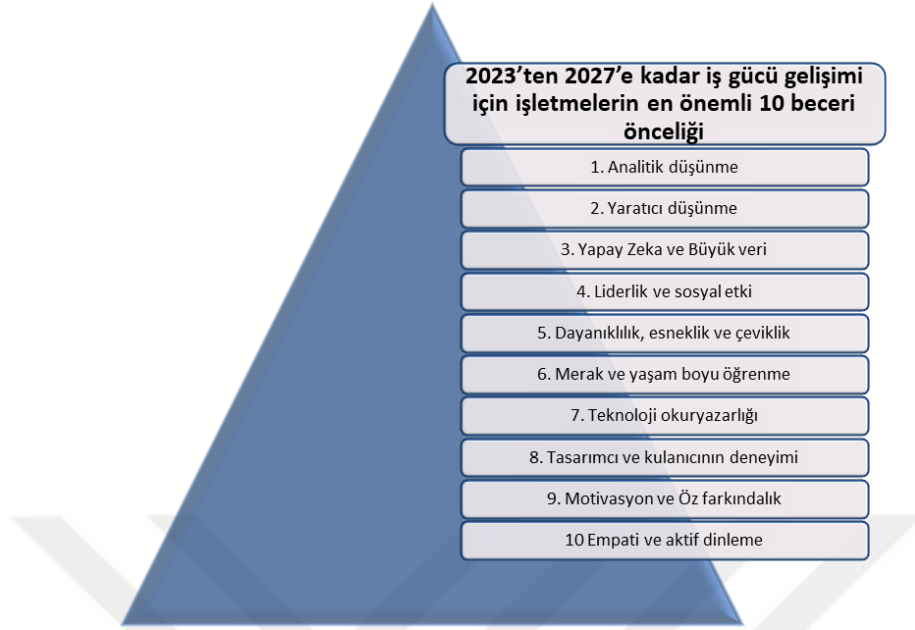 2023’ten 2027’e kadar iş gücü gelişimi
için işletmelerin en önemli 10 beceri
önceliği
1. Analitik düşünme
2. Yaratıcı düşünme
3. Yapay Zeka ve Büyük veri
4. Liderlik ve sosyal etki
5. Dayanıklılık, esneklik ve çeviklik
6. Merak ve yaşam boyu öğrenme
7. Teknoloji okuryazarlığı
8. Tasarımcı ve kulanıcının deneyimi
9. Motivasyon ve Öz farkındalık
10 Empati ve aktif dinleme